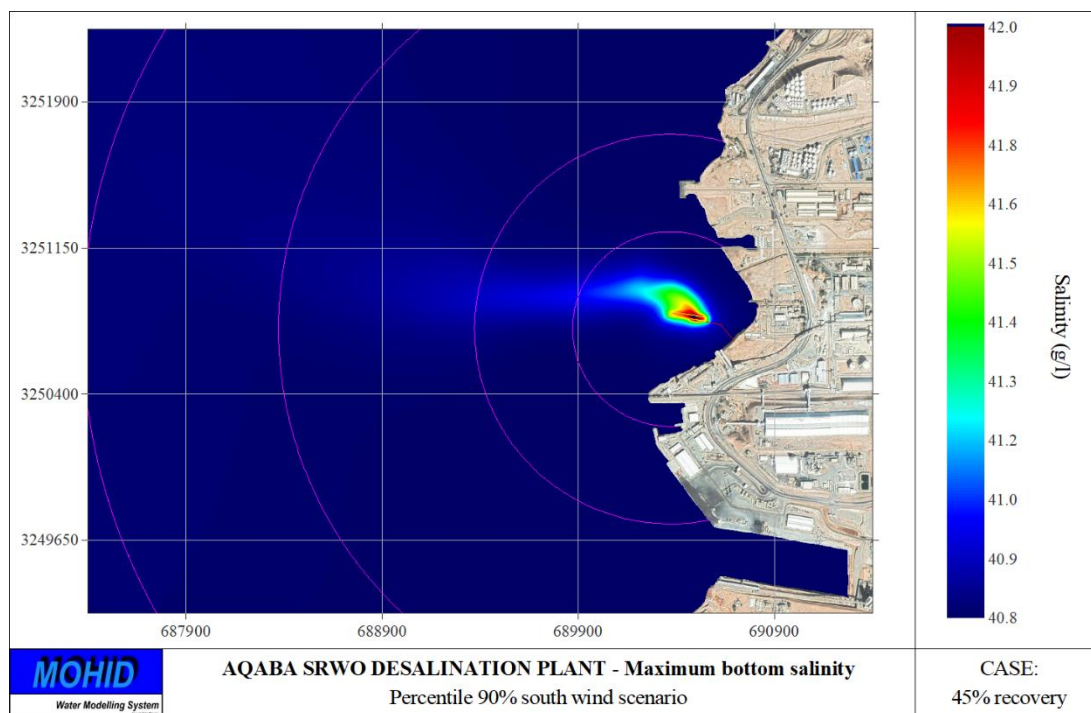 3251900
3251150
3250400
3249650
687900
688900
689900
690900
42.0
41.9
41.8
41.6
41.5
41.4
41.3
41.2
41.0
40.9
40.8
Salinity (g/l)
MOHID
Water Modelling System
AQABA SRWO DESALINATION PLANT - Maximum bottom salinity
Percentile 90% south wind scenario
CASE:
45% recovery